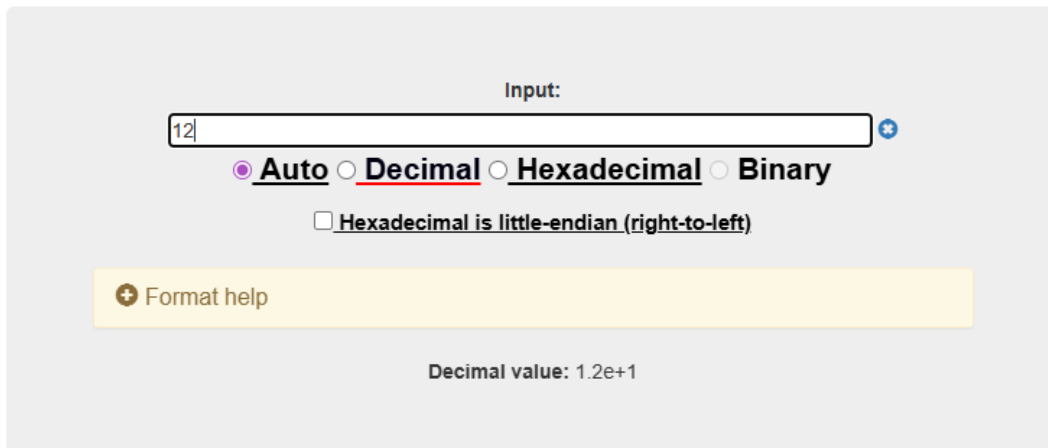 Input:
12
Auto Decimal Hexadecimal Binary
Hexadecimal is little-endian (right-to-left)
Format help
Decimal value: 1.2e+1